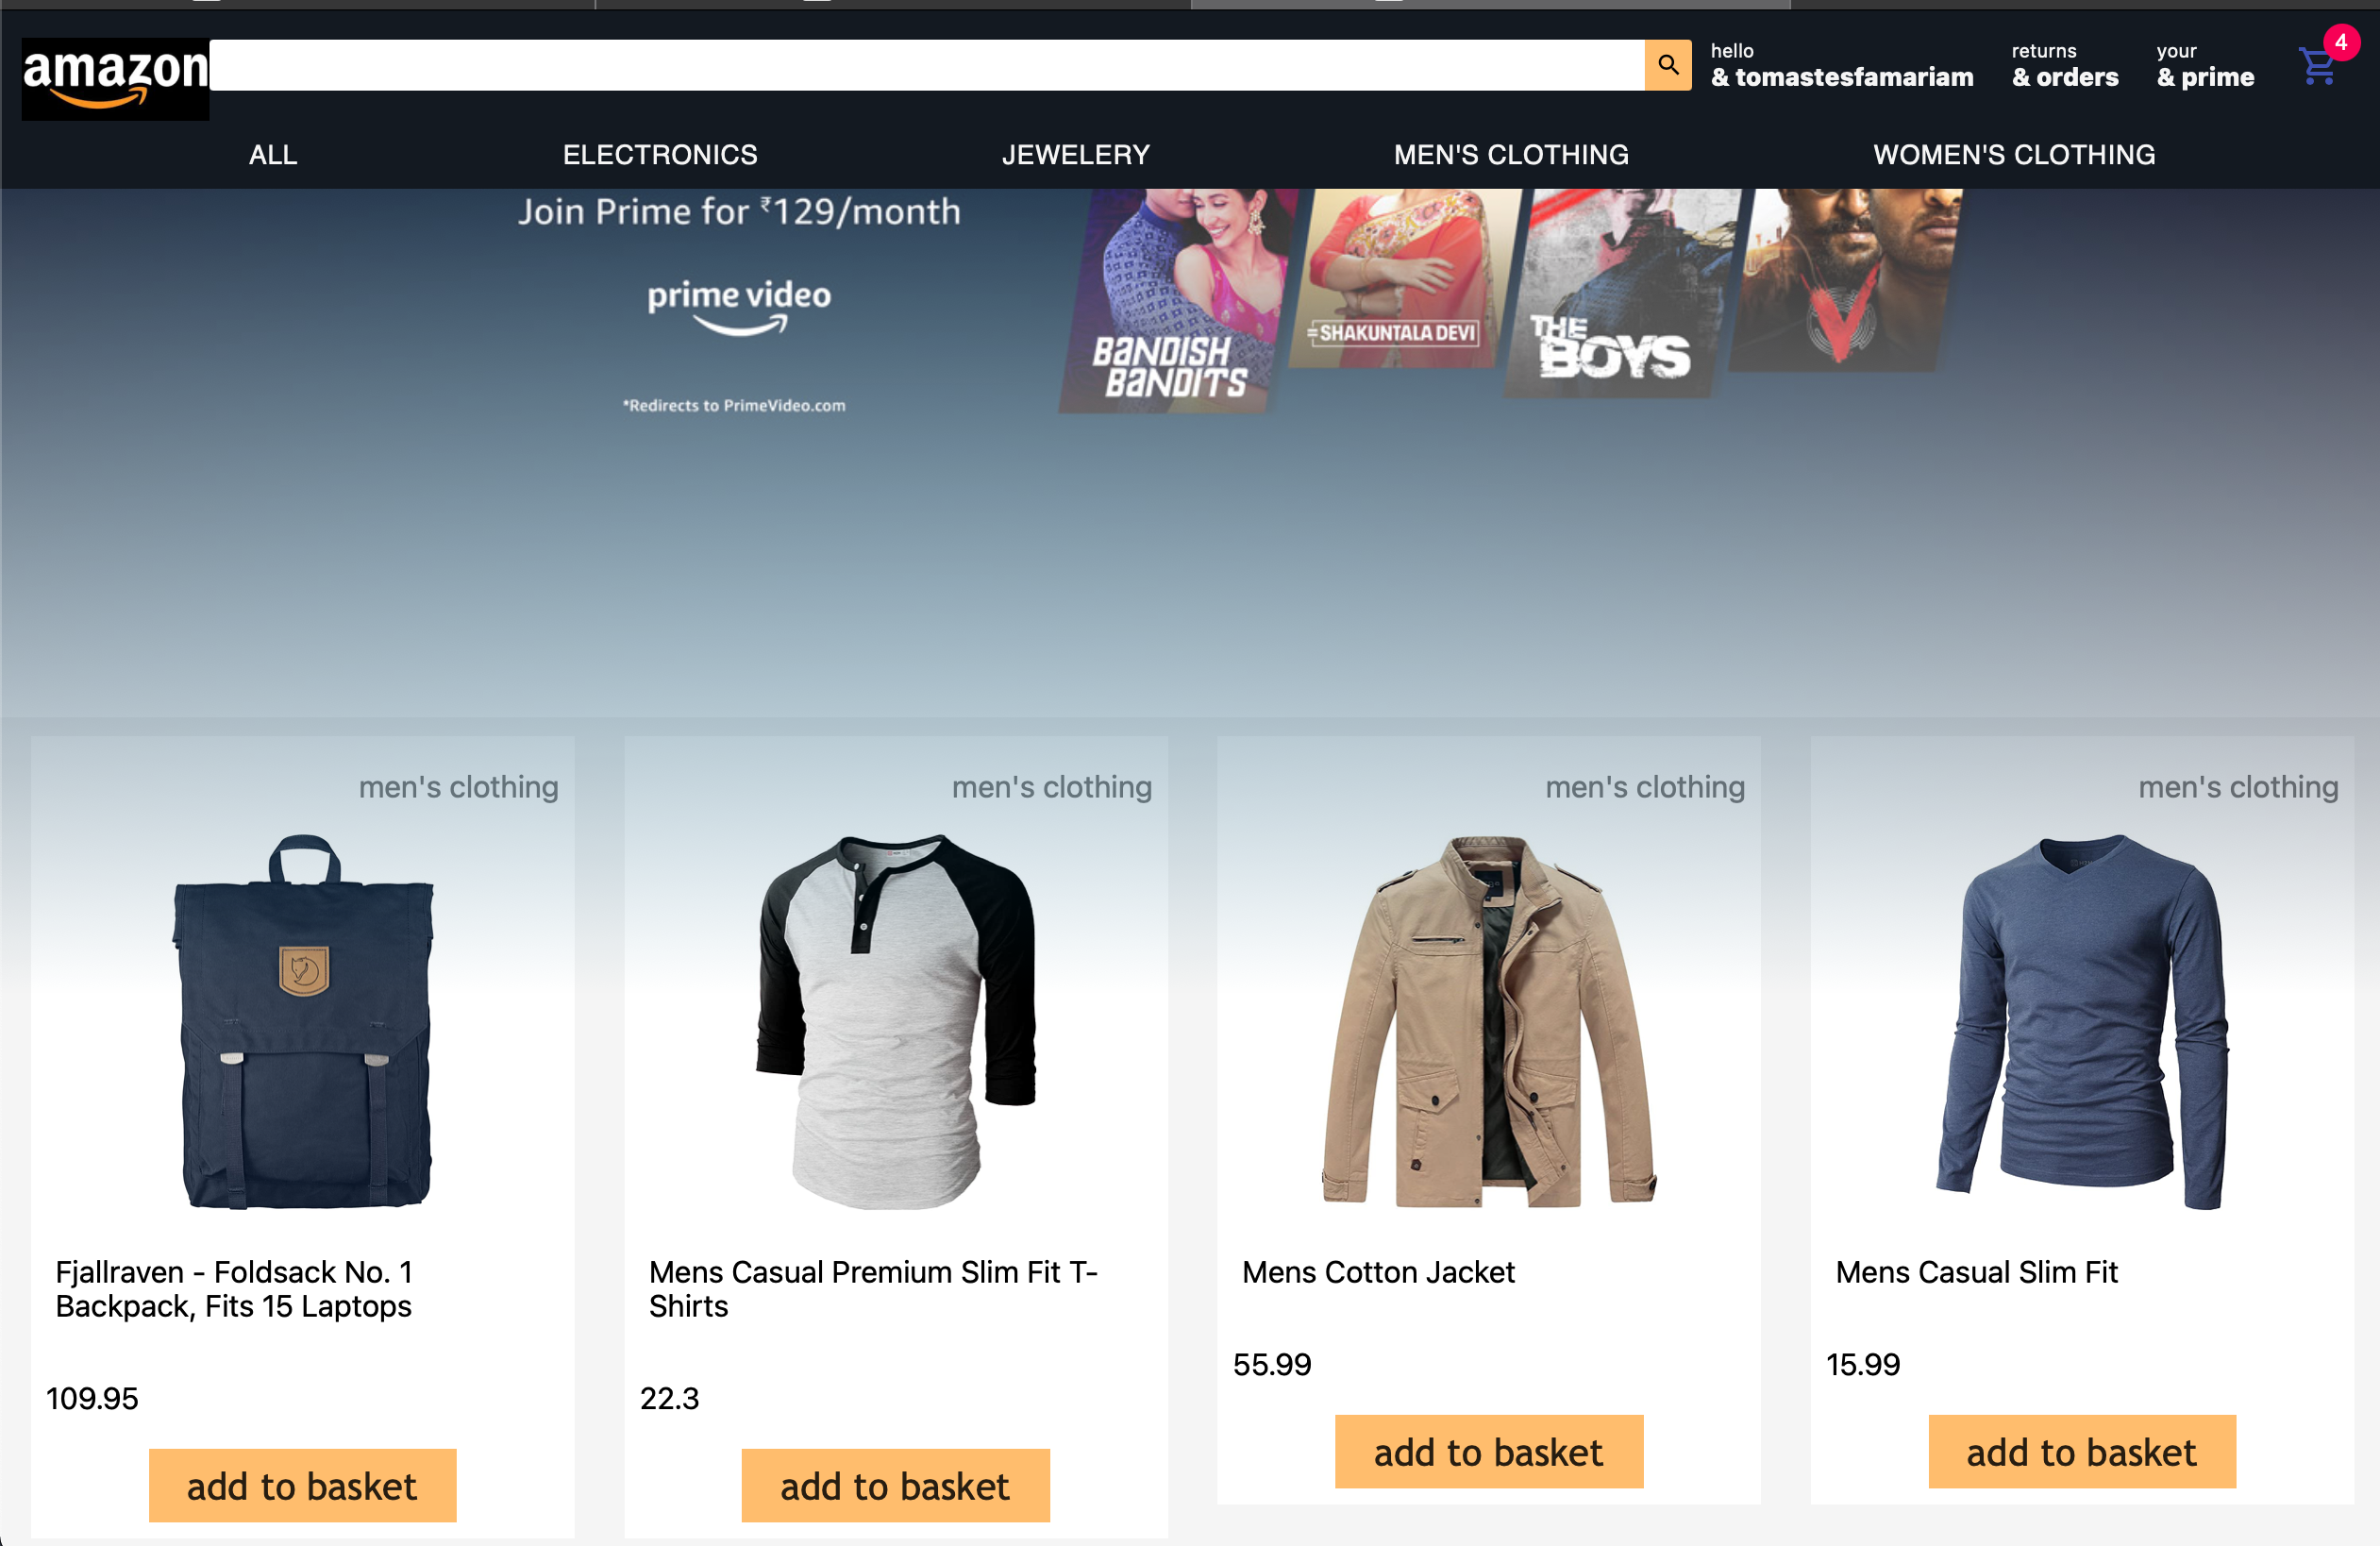 amazon
hello
& tomastesfamariam
returns
& orders
your
& prime
4
ALL
ELECTRONICS
JEWELERY
MEN'S CLOTHING
WOMEN'S CLOTHING
Join Prime for ₹129/month
prime video
*Redirects to PrimeVideo.com
BANDISH
BANDITS
SHAKUNTALA DEVI
THE
BOYS
V
men's clothing
men's clothing
men's clothing
men's clothing
Fjallraven - Foldsack No. 1
Backpack, Fits 15 Laptops
109.95
add to basket
Mens Casual Premium Slim Fit T-
Shirts
22.3
add to basket
Mens Cotton Jacket
55.99
add to basket
Mens Casual Slim Fit
15.99
add to basket